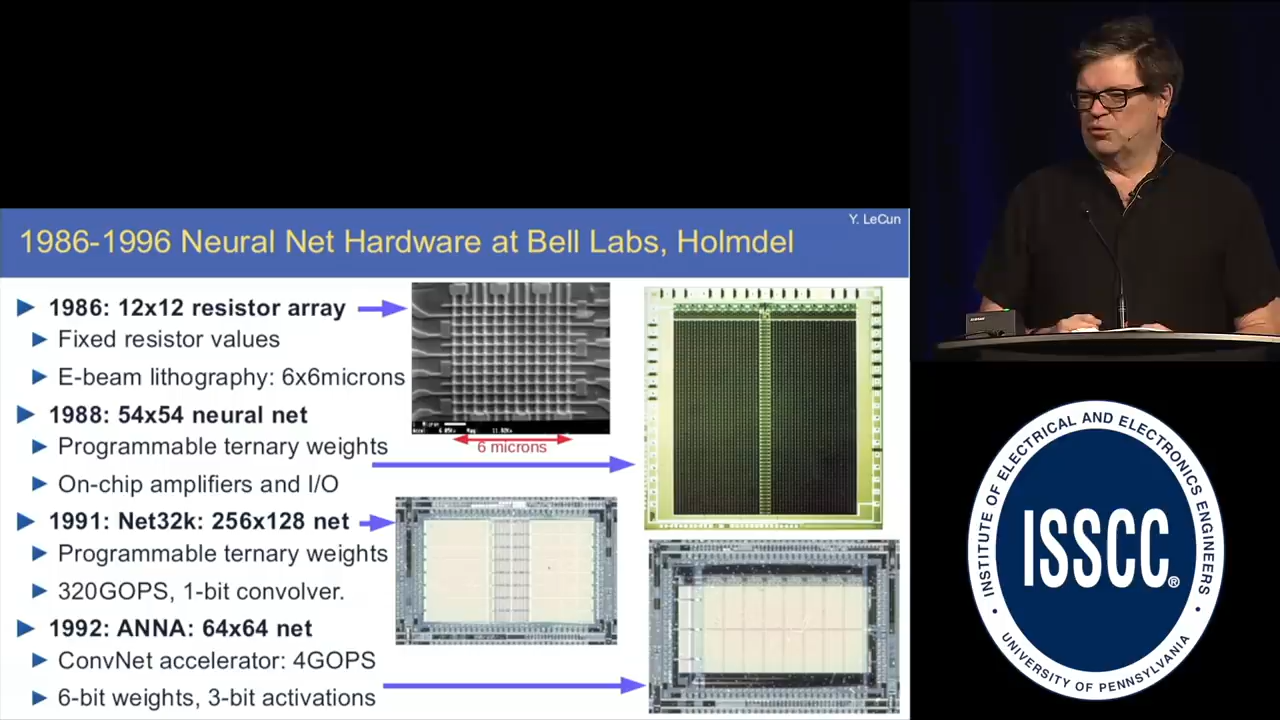 Y. LeCun
1986-1996 Neural Net Hardware at Bell Labs, Holmdel
1986: 12x12 resistor array
Fixed resistor values
E-beam lithography: 6x6microns
1988: 54x54 neural net
Programmable ternary weights
On-chip amplifiers and I/O
1991: Net32k: 256x128 net
Programmable ternary weights
320GOPS, 1-bit convolver.
1992: ANNA: 64x64 net
ConvNet accelerator: 4GOPS
6-bit weights, 3-bit activations
6 microns
INSTITUTE OF ELECTRICAL AND ELECTRONICS ENGINEERS
ISSCC®
UNIVERSITY OF PENNSYLVANIA